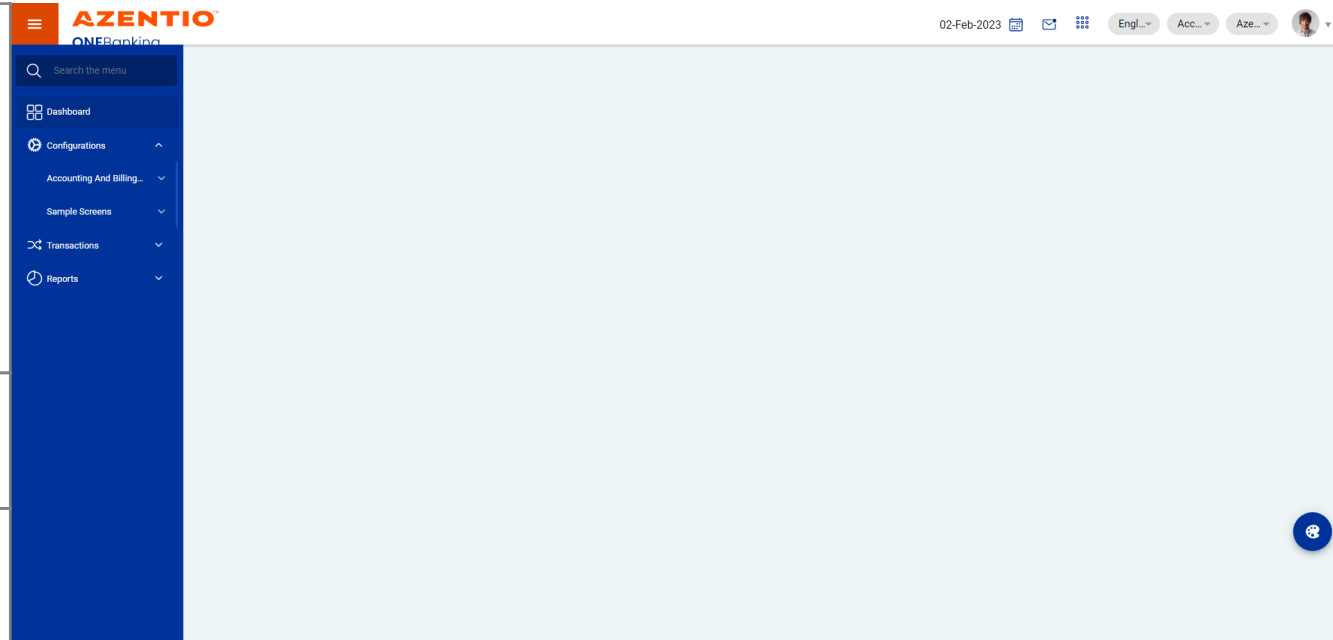 AZENTIO™
ONEBanking
02-Feb-2023
Engl...
Acc...
Aze...
Search the menu
Dashboard
Configurations
Accounting And Billing...
Sample Screens
Transactions
Reports